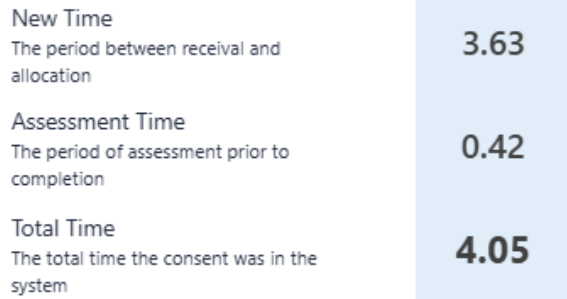 New Time
The period between receival and
allocation
3.63
Assessment Time
The period of assessment prior to
completion
0.42
Total Time
The total time the consent was in the
system
4.05